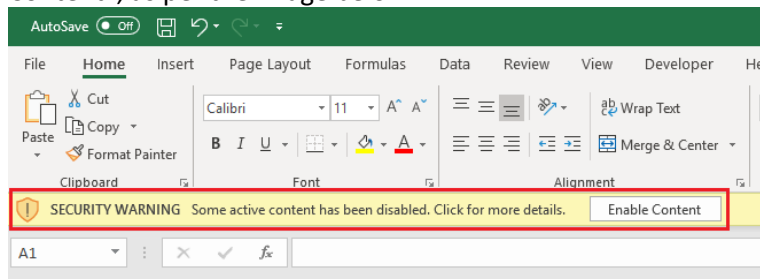 AutoSave Off
File Home Insert Page Layout Formulas Data Review View Developer He
Cut
Calibri 11 A^ A˅ ab Wrap Text
Copy
Paste
B I U A Merge & Center
Format Painter
Clipboard Font Alignment
SECURITY WARNING Some active content has been disabled. Click for more details. Enable Content
A1 fx